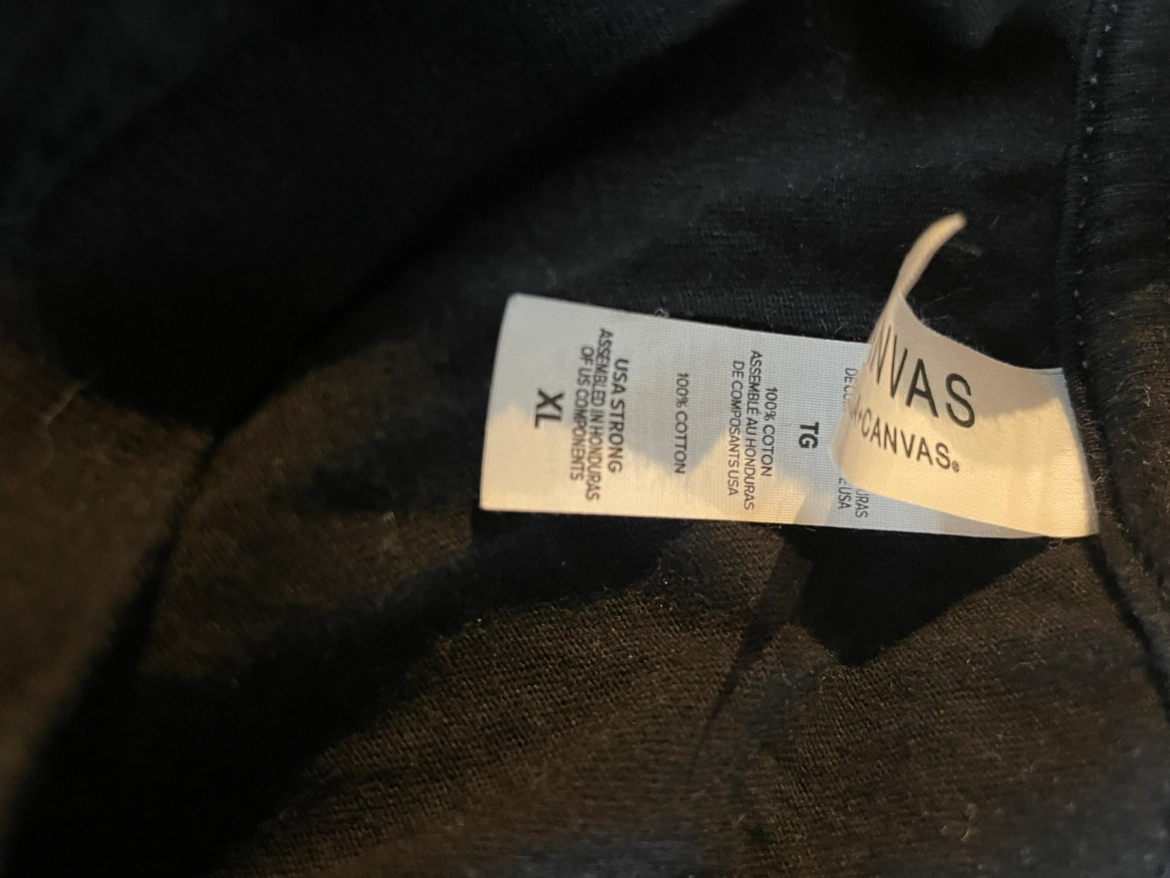 XL
USA STRONG
ASSEMBLED IN HONDURAS
OF US COMPONENTS
100% COTTON
TG
100% COTON
ASSEMBLÉ AU HONDURAS
DE COMPOSANTS USA
CANVAS®